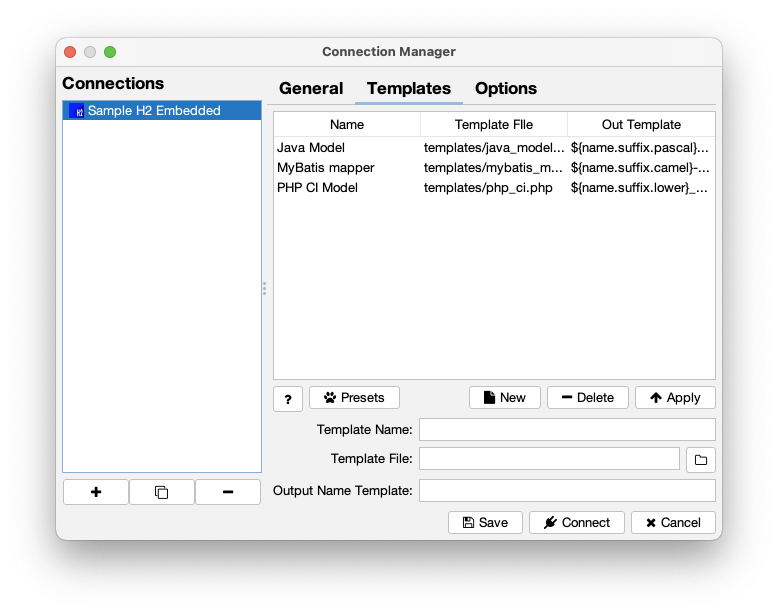 Connection Manager
Connections
General Templates Options
H2 Sample H2 Embedded
Name Template FIle Out Template
Java Model templates/java_model... ${name.suffix.pascal}...
MyBatis mapper templates/mybatis_m... ${name.suffix.camel}-...
PHP CI Model templates/php_ci.php ${name.suffix.lower}_...
? Presets New Delete Apply
Template Name:
Template File:
Output Name Template:
Save Connect Cancel